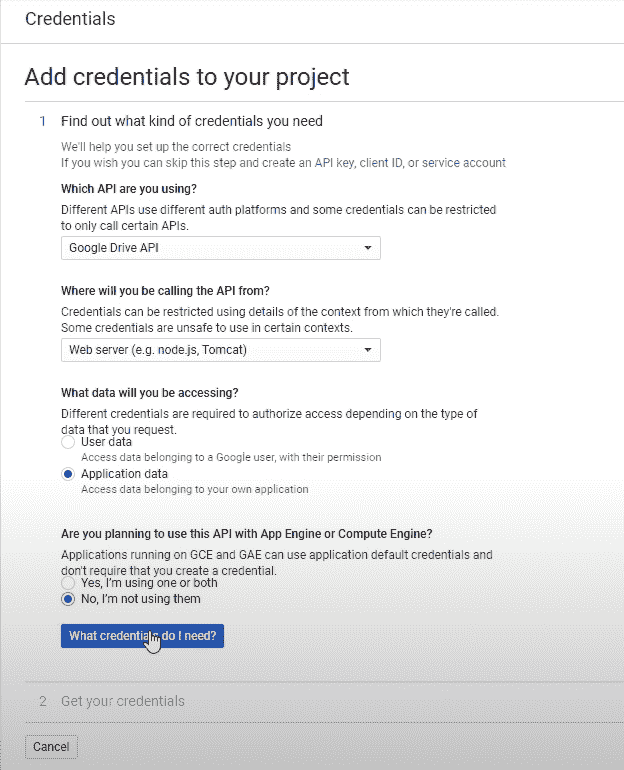 Credentials
Add credentials to your project
1 Find out what kind of credentials you need
We'll help you set up the correct credentials
If you wish you can skip this step and create an API key, client ID, or service account
Which API are you using?
Different APIs use different auth platforms and some credentials can be restricted
to only call certain APIs.
Google Drive API
Where will you be calling the API from?
Credentials can be restricted using details of the context from which they're called.
Some credentials are unsafe to use in certain contexts.
Web server (e.g. node.js, Tomcat)
What data will you be accessing?
Different credentials are required to authorize access depending on the type of
data that you request.
User data
Access data belonging to a Google user, with their permission
Application data
Access data belonging to your own application
Are you planning to use this API with App Engine or Compute Engine?
Applications running on GCE and GAE can use application default credentials and
don't require that you create a credential.
Yes, I'm using one or both
No, I'm not using them
What credentials do I need?
2 Get your credentials
Cancel